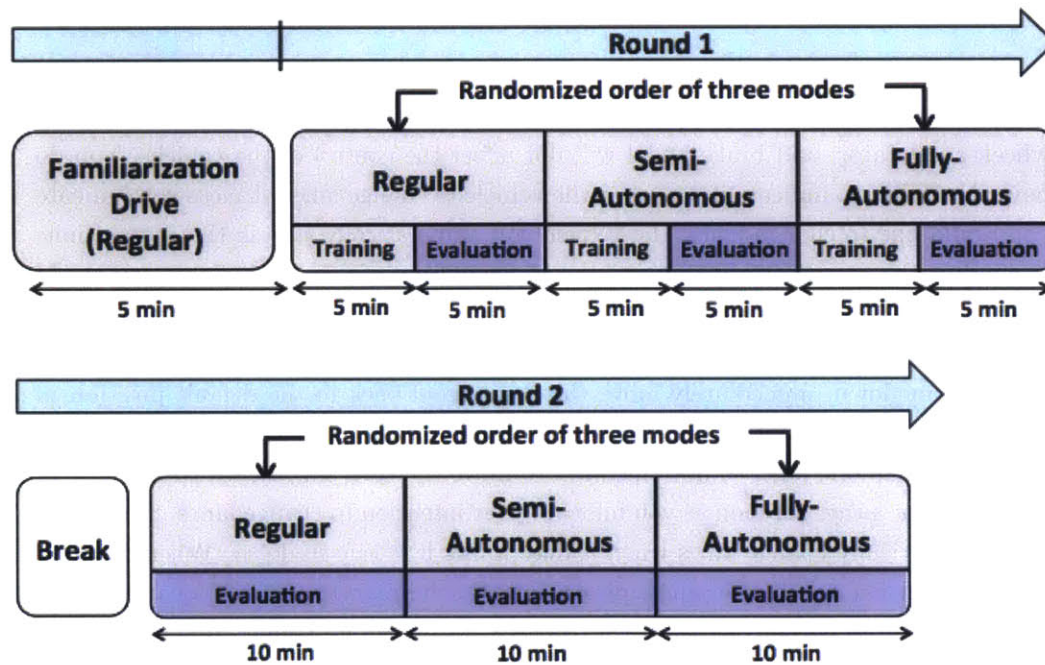 Round 1
Randomized order of three modes
Familiarization
Drive
(Regular)
Regular
Semi-
Autonomous
Fully-
Autonomous
Training
Evaluation
Training
Evaluation
Training
Evaluation
5 min
5 min
5 min
5 min
5 min
5 min
5 min
Round 2
Randomized order of three modes
Break
Regular
Semi-
Autonomous
Fully-
Autonomous
Evaluation
Evaluation
Evaluation
10 min
10 min
10 min